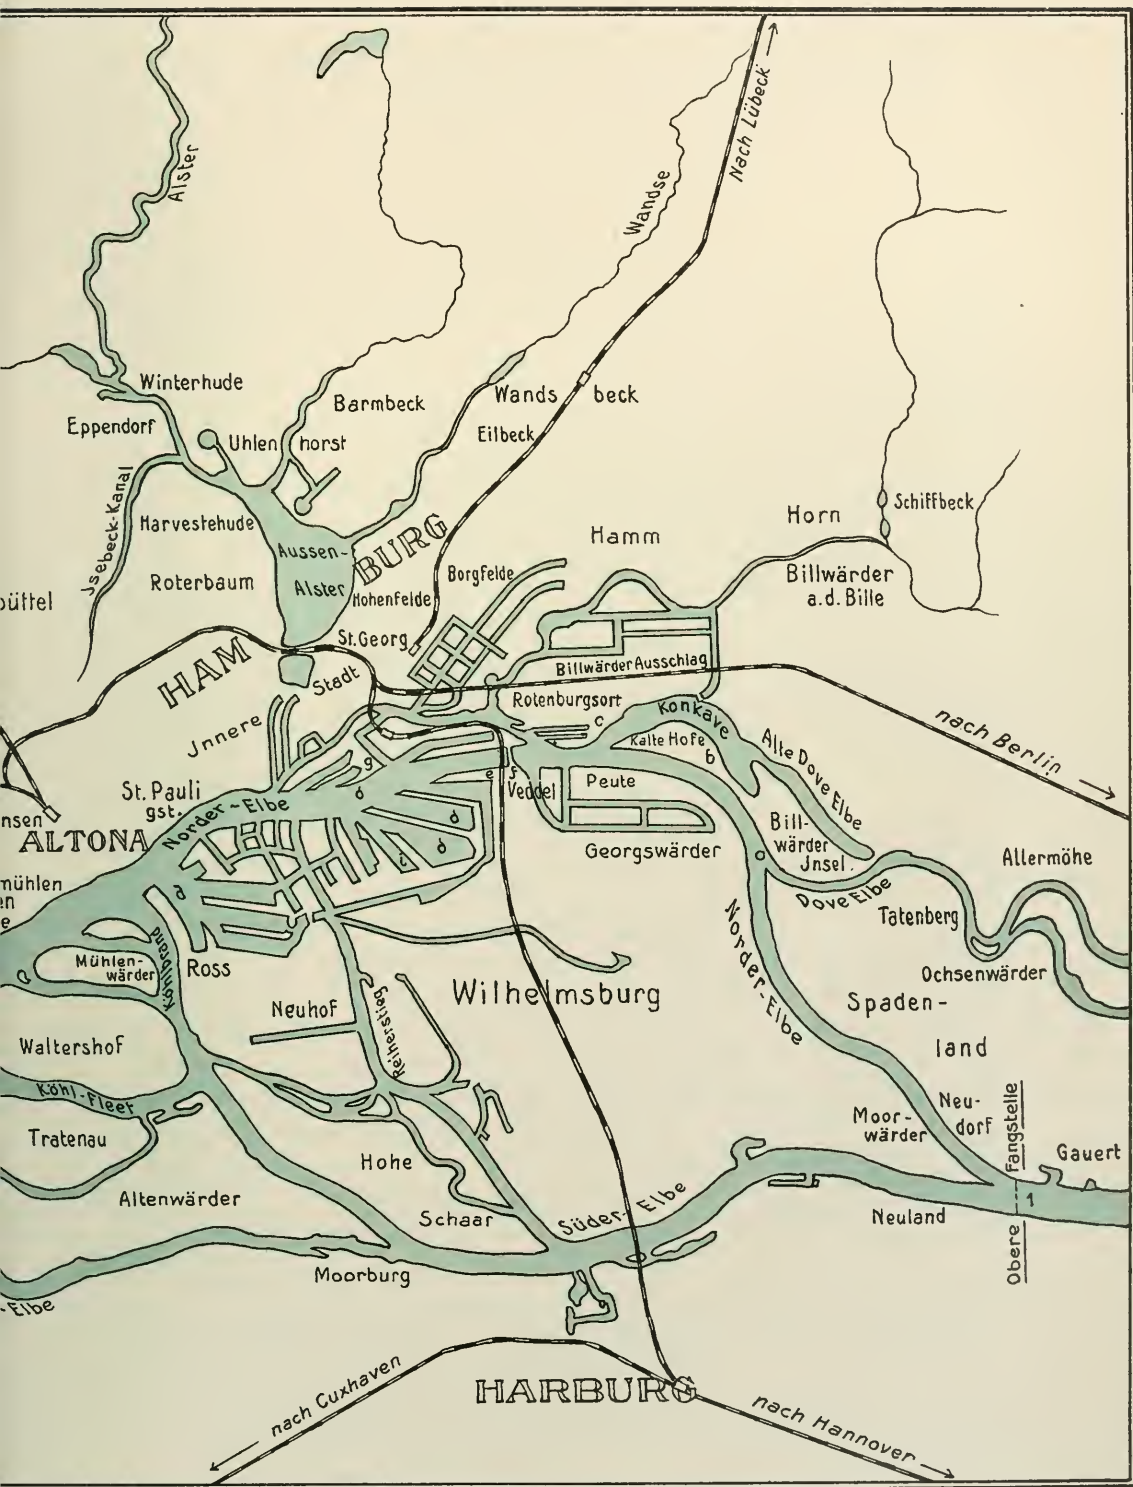 Alster
Wandse
Nach Lübeck
Winterhude
Eppendorf
Barmbeck
Wands beck
Uhlen horst
Eilbeck
Jsebeck-Kanal
Harvestehude
Aussen-
Alster
Roterbaum
HAM
BURG
Borgfelde
Hohenfelde
St. Georg
Hamm
Horn
Schiffbeck
Billwärder
a.d. Bille
büttel
Stadt
Jnnere
Billwärder Ausschlag
Rotenburgsort
c
Konkave
Kalte Hofe
b
Alte Dove Elbe
nach Berlin
St. Pauli
gst.
Norder-Elbe
nsen
ALTONA
g
d
e
f
Veddel
Peute
Georgswärder
d
d
i
Bill-
wärder
Jnsel.
Dove Elbe
Allermöhe
Tatenberg
Ochsenwärder
mühlen
en
e
a
Mühlen-
wärder
Köhlbrand
Ross
Neuhof
Reiherstieg
Wilhelmsburg
Norder-Elbe
Spaden-
land
Waltershof
Köhl-Fleet
Tratenau
Altenwärder
Hohe
Schaar
Moor-
wärder
Neu-
dorf
Obere Fangstelle
1
Gauert
Neuland
Süder-Elbe
Moorburg
-Elbe
HARBURG
nach Cuxhaven
nach Hannover